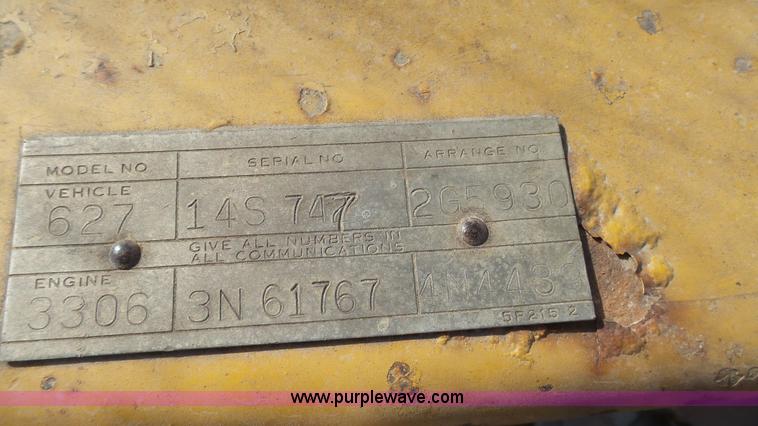 MODEL NO SERIAL NO ARRANGE NO
VEHICLE
627 14S 747 2G5930
GIVE ALL NUMBERS IN
ALL COMMUNICATIONS
ENGINE
3306 3N 61767
5P215 2
www.purplewave.com